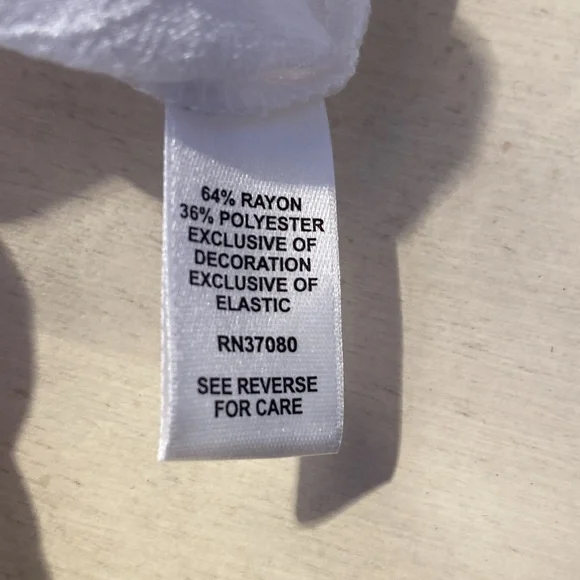 64% RAYON
36% POLYESTER
EXCLUSIVE OF
DECORATION
EXCLUSIVE OF
ELASTIC
RN37080
SEE REVERSE
FOR CARE